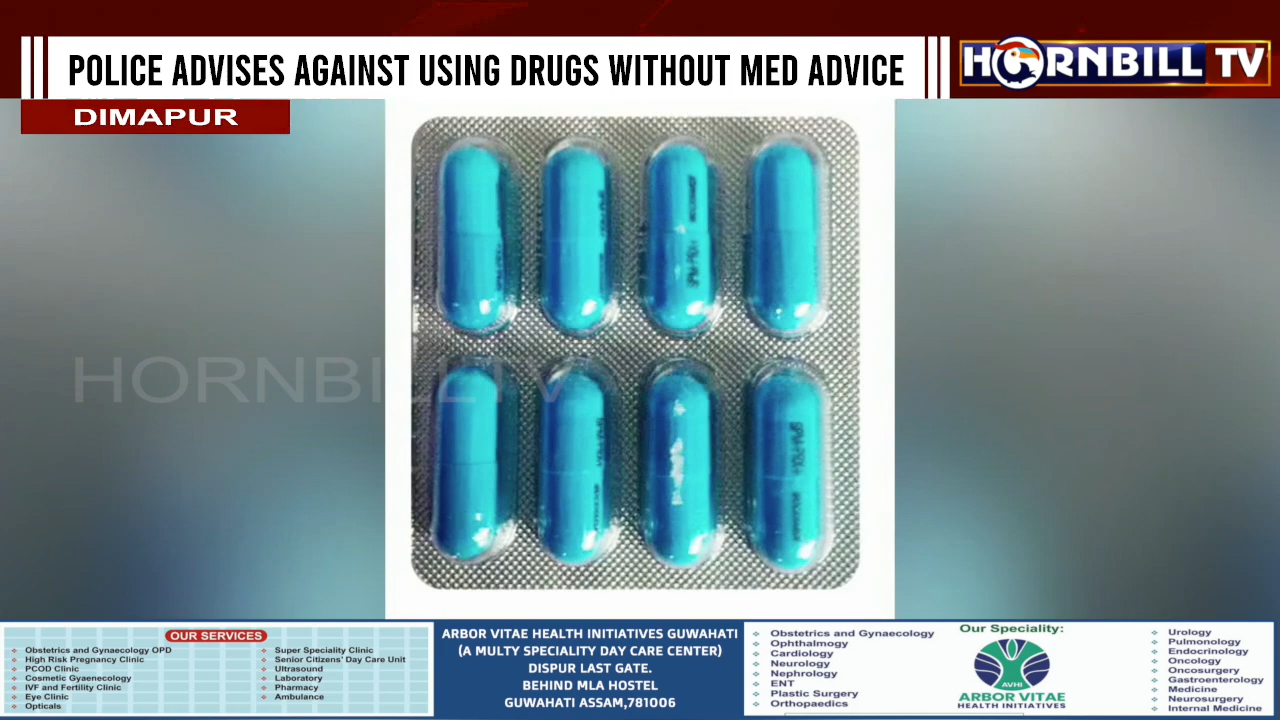 POLICE ADVISES AGAINST USING DRUGS WITHOUT MED ADVICE
HORNBILL TV
DIMAPUR
HORNBILL TV
OUR SERVICES
Obstetrics and Gynaecology OPD
High Risk Pregnancy Clinic
PCOD Clinic
Cosmetic Gyaenecology
IVF and Fertility Clinic
Eye Clinic
Opticals
Super Speciality Clinic
Senior Citizens' Day Care Unit
Ultrasound
Laboratory
Pharmacy
Ambulance
ARBOR VITAE HEALTH INITIATIVES GUWAHATI
(A MULTY SPECIALITY DAY CARE CENTER)
DISPUR LAST GATE.
BEHIND MLA HOSTEL
GUWAHATI ASSAM,781006
Obstetrics and Gynaecology
Ophthalmology
Cardiology
Neurology
Nephrology
ENT
Plastic Surgery
Orthopaedics
Our Speciality:
AVHI
ARBOR VITAE
HEALTH INITIATIVES
Urology
Pulmonology
Endocrinology
Oncology
Oncosurgery
Gastroenterology
Medicine
Neurosurgery
Internal Medicine